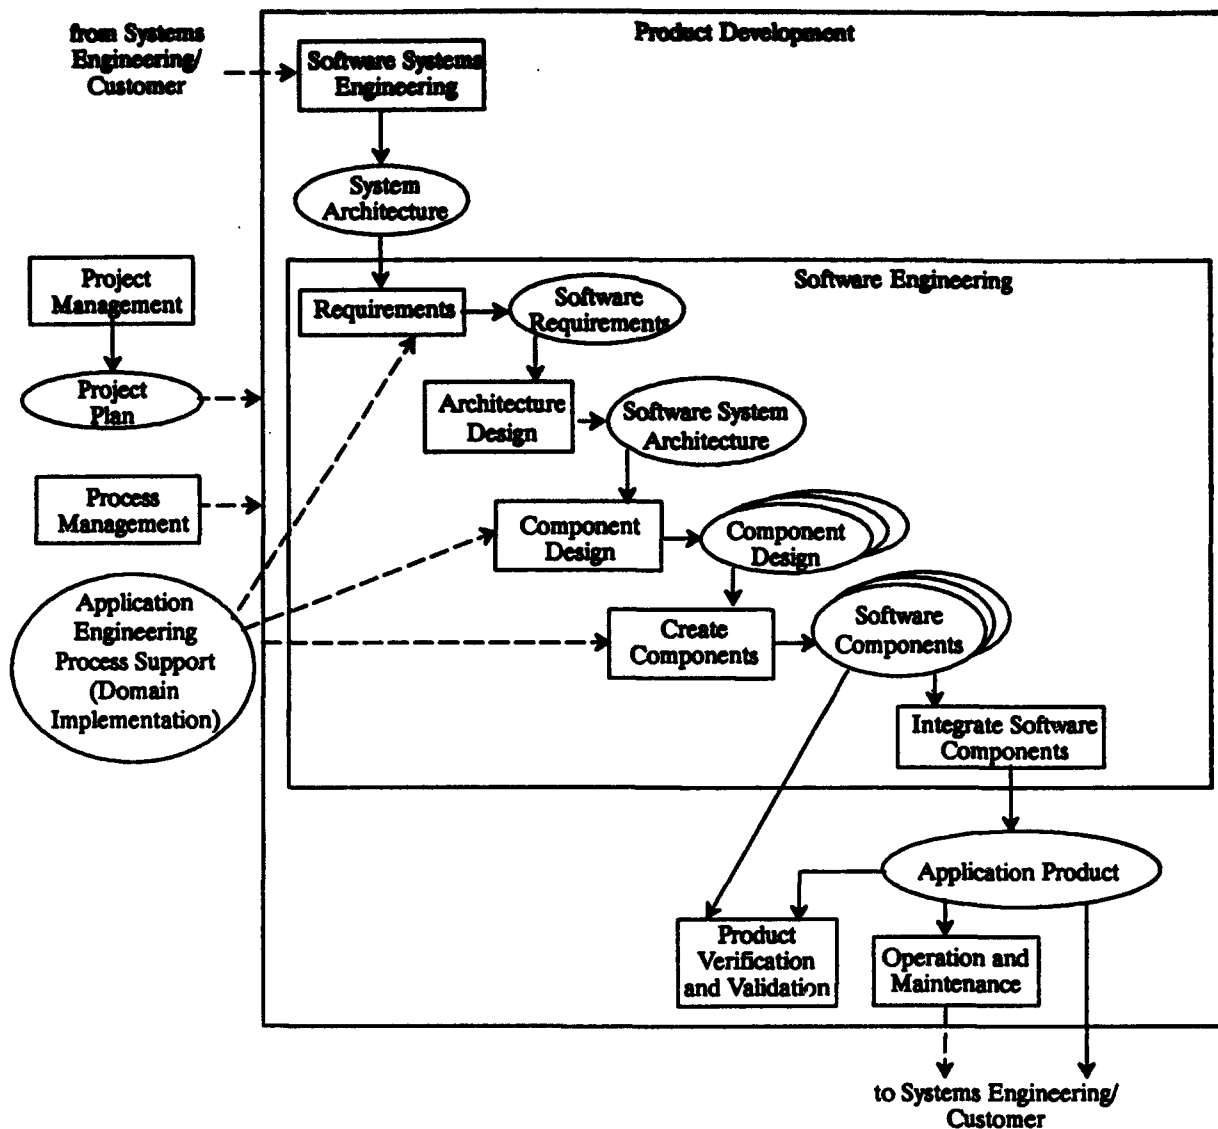 from Systems
Engineering/
Customer
Product Development
Software Systems
Engineering
System
Architecture
Project
Management
Software Engineering
Requirements
Software
Requirements
Project
Plan
Architecture
Design
Software System
Architecture
Process
Management
Component
Design
Component
Design
Application
Engineering
Process Support
(Domain
Implementation)
Create
Components
Software
Components
Integrate Software
Components
Application Product
Product
Verification
and Validation
Operation and
Maintenance
to Systems Engineering/
Customer